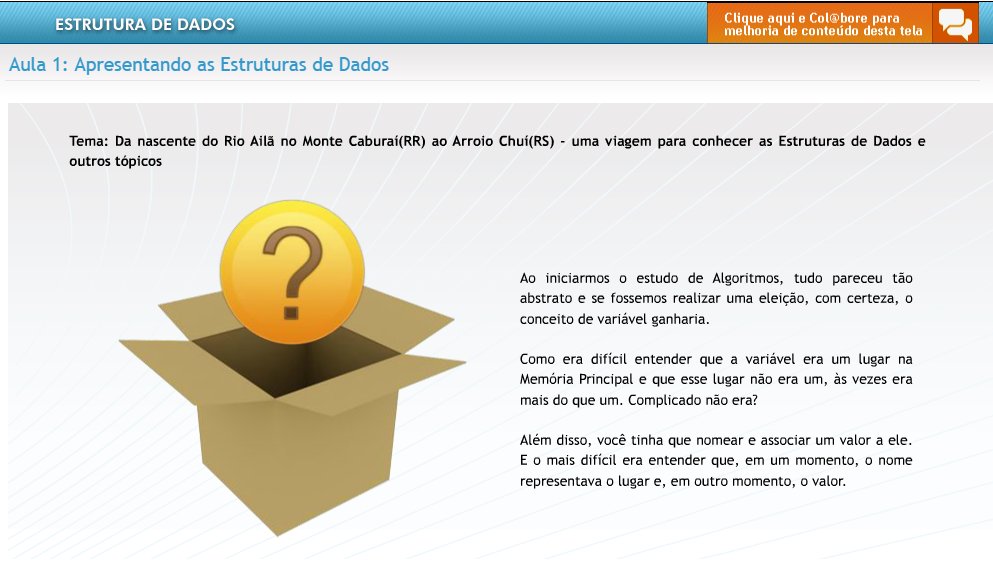 ESTRUTURA DE DADOS
Clique aqui e Col@bore para
melhoria de conteúdo desta tela
Aula 1: Apresentando as Estruturas de Dados
Tema: Da nascente do Rio Ailã no Monte Caburaí(RR) ao Arroio Chuí(RS) - uma viagem para conhecer as Estruturas de Dados e
outros tópicos
?
Ao iniciarmos o estudo de Algoritmos, tudo pareceu tão
abstrato e se fossemos realizar uma eleição, com certeza, o
conceito de variável ganharia.
Como era difícil entender que a variável era um lugar na
Memória Principal e que esse lugar não era um, às vezes era
mais do que um. Complicado não era?
Além disso, você tinha que nomear e associar um valor a ele.
E o mais difícil era entender que, em um momento, o nome
representava o lugar e, em outro momento, o valor.